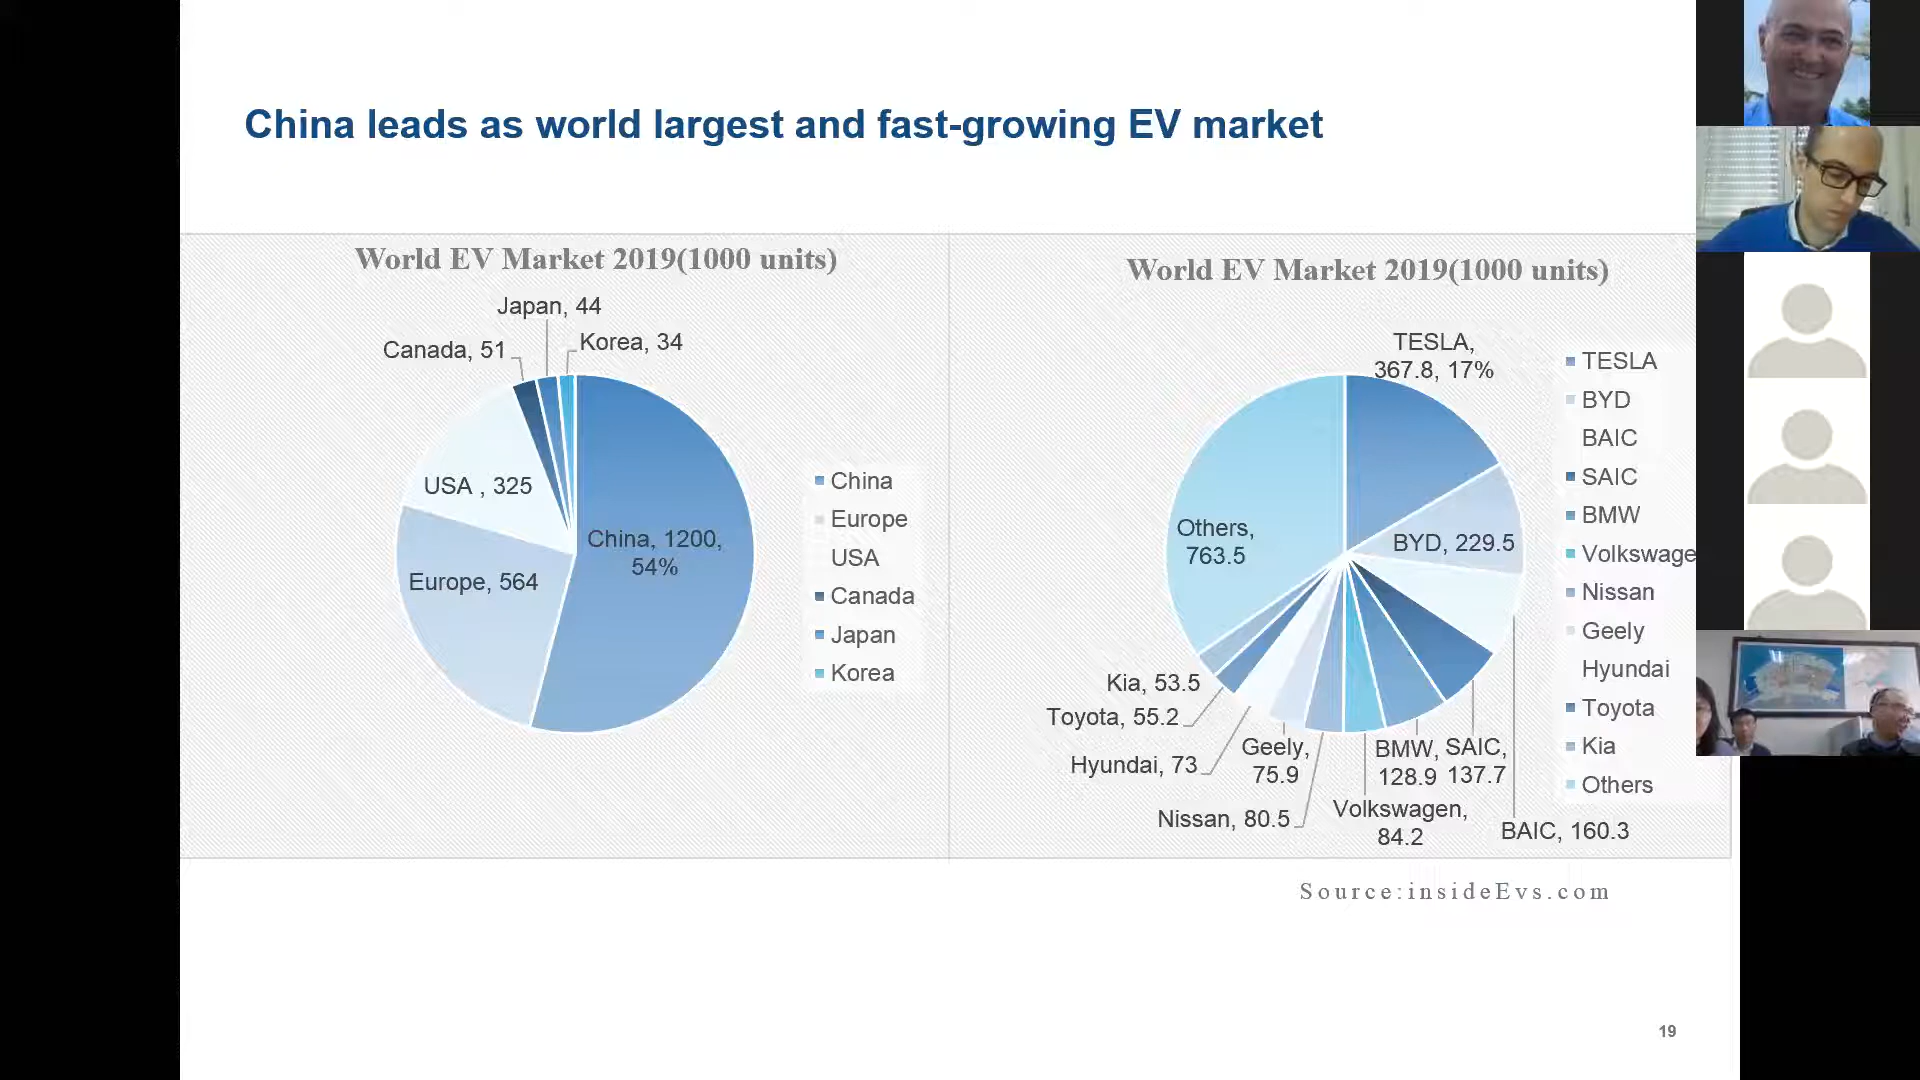 China leads as world largest and fast-growing EV market
World EV Market 2019(1000 units)
Japan, 44
Canada, 51
Korea, 34
USA , 325
China, 1200,
54%
Europe, 564
China
Europe
USA
Canada
Japan
Korea
World EV Market 2019(1000 units)
TESLA,
367.8, 17%
BYD, 229.5
Others,
763.5
Kia, 53.5
Toyota, 55.2
Hyundai, 73
Geely,
75.9
Nissan, 80.5
Volkswagen,
84.2
BMW,
128.9
SAIC,
137.7
BAIC, 160.3
TESLA
BYD
BAIC
SAIC
BMW
Volkswage
Nissan
Geely
Hyundai
Toyota
Kia
Others
Source:insideEvs.com
19